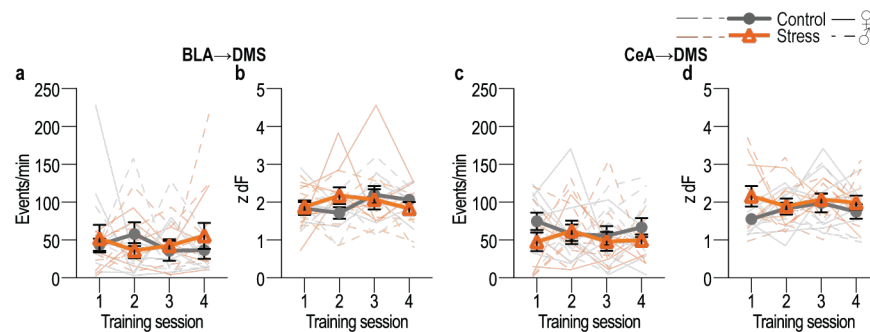 Control ♀
Stress ♂
BLA→DMS
CeA→DMS
a
Events/min
250
200
150
100
50
0
1 2 3 4
Training session
b
z dF
5
4
3
2
1
0
1 2 3 4
Training session
c
Events/min
250
200
150
100
50
0
1 2 3 4
Training session
d
z dF
5
4
3
2
1
0
1 2 3 4
Training session